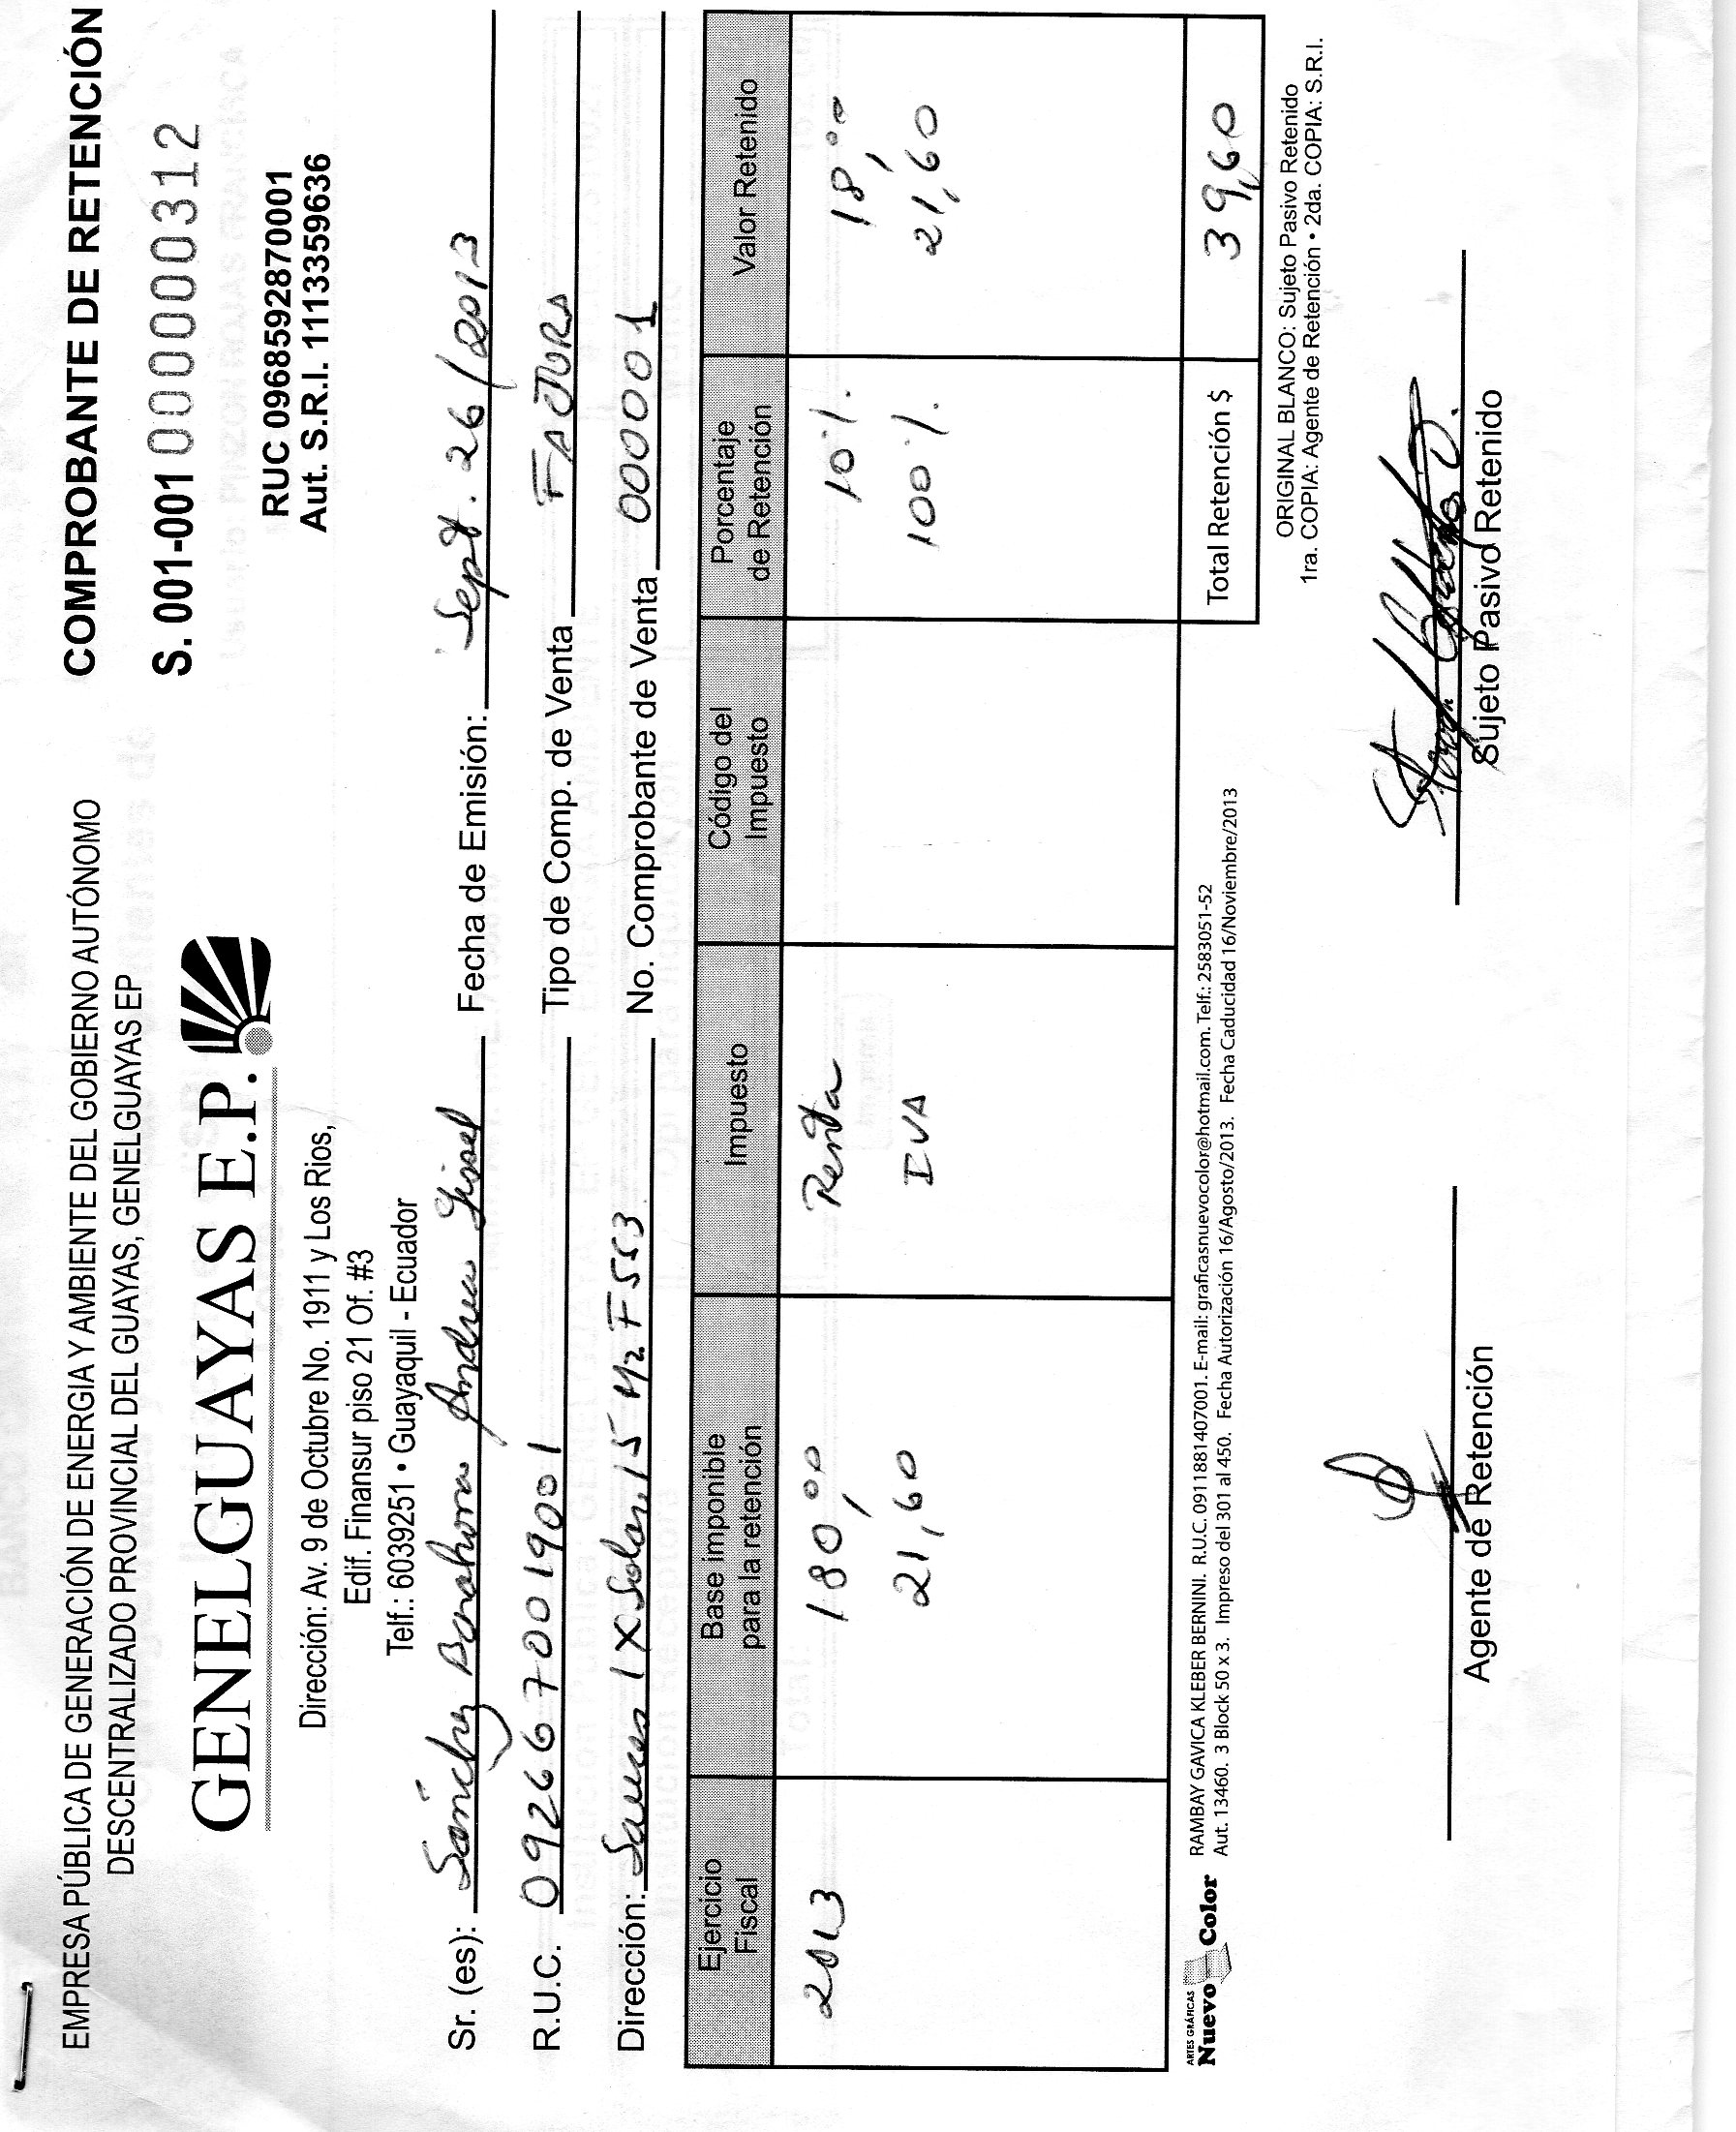 EMPRESA PÚBLICA DE GENERACIÓN DE ENERGIA Y AMBIENTE DEL GOBIERNO AUTÓNOMO
DESCENTRALIZADO PROVINCIAL DEL GUAYAS, GENELGUAYAS EP
GENELGUAYAS E.P.
Dirección: Av. 9 de Octubre No. 1911 y Los Rios,
Edif. Finansur piso 21 Of. #3
Telf.: 6039251 • Guayaquil - Ecuador
COMPROBANTE DE RETENCIÓN
S. 001-001 000000312
RUC 0968592870001
Aut. S.R.I. 1113359636
Sr. (es): Sánchez Barahona Andrea Gissel
Fecha de Emisión: Sept. 26/2013
R.U.C. 0926670019001
Tipo de Comp. de Venta FACTURA
Dirección: Sauces IX Solar 15 Mz F553
No. Comprobante de Venta 0000001
Ejercicio Fiscal Base imponible para la retención Impuesto Código del Impuesto Porcentaje de Retención Valor Retenido
2013 180,00 Renta 10% 18,00
21,60 IVA 100% 21,60
Total Retención $ 39,60
ARTES GRÁFICAS
Nuevo Color
RAMBAY GAVICA KLEBER BERNINI. R.U.C. 0911881407001. E-mail: graficasnuevocolor@hotmail.com. Telf.: 2583051-52
Aut. 13460. 3 Block 50 x 3. Impreso del 301 al 450. Fecha Autorización 16/Agosto/2013. Fecha Caducidad 16/Noviembre/2013
ORIGINAL BLANCO: Sujeto Pasivo Retenido
1ra. COPIA: Agente de Retención • 2da. COPIA: S.R.I.
Agente de Retención
Sujeto Pasivo Retenido